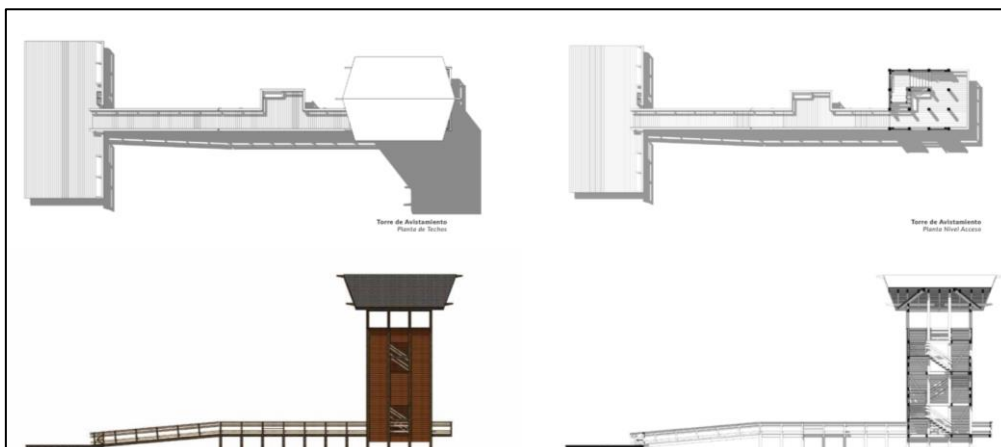 Torre de Avistamiento
Planta de Techos
Torre de Avistamiento
Planta Nivel Acceso